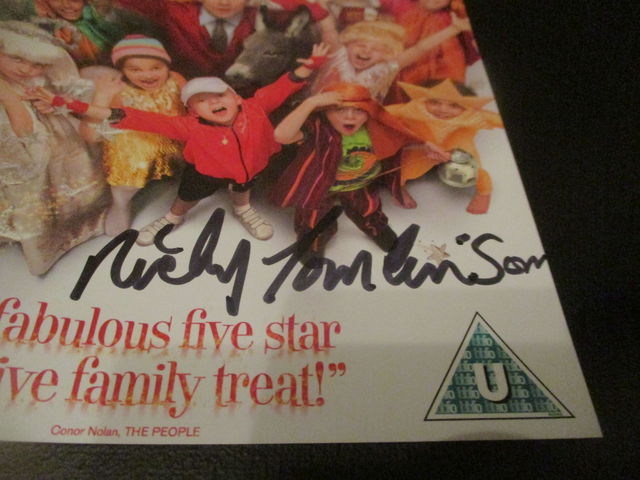 Ricky Tomlinson
fabulous five star
ive family treat!”
Conor Nolan, THE PEOPLE
U